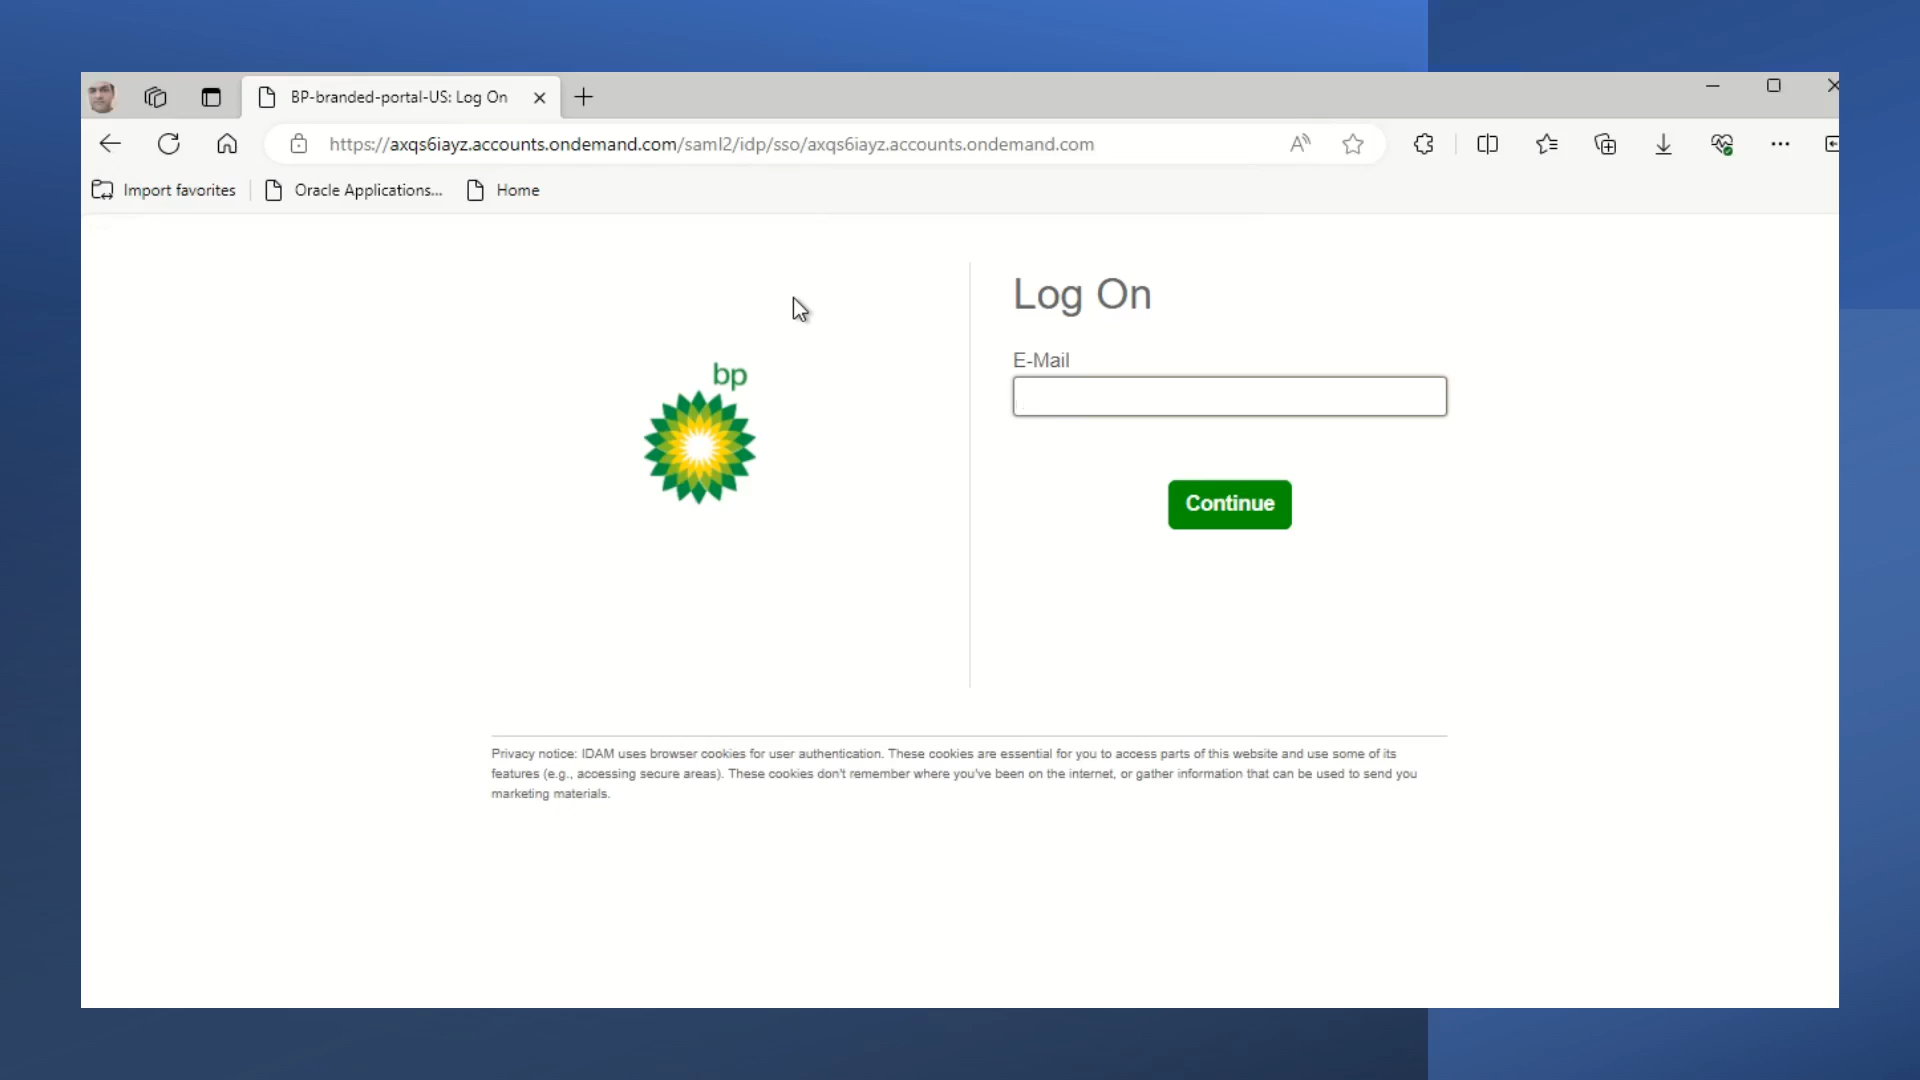 BP-branded-portal-US: Log On
https://axqs6iayz.accounts.ondemand.com/saml2/idp/sso/axqs6iayz.accounts.ondemand.com
Import favorites
Oracle Applications...
Home
bp
Log On
E-Mail
Continue
Privacy notice: IDAM uses browser cookies for user authentication. These cookies are essential for you to access parts of this website and use some of its
features (e.g., accessing secure areas). These cookies don't remember where you've been on the internet, or gather information that can be used to send you
marketing materials.